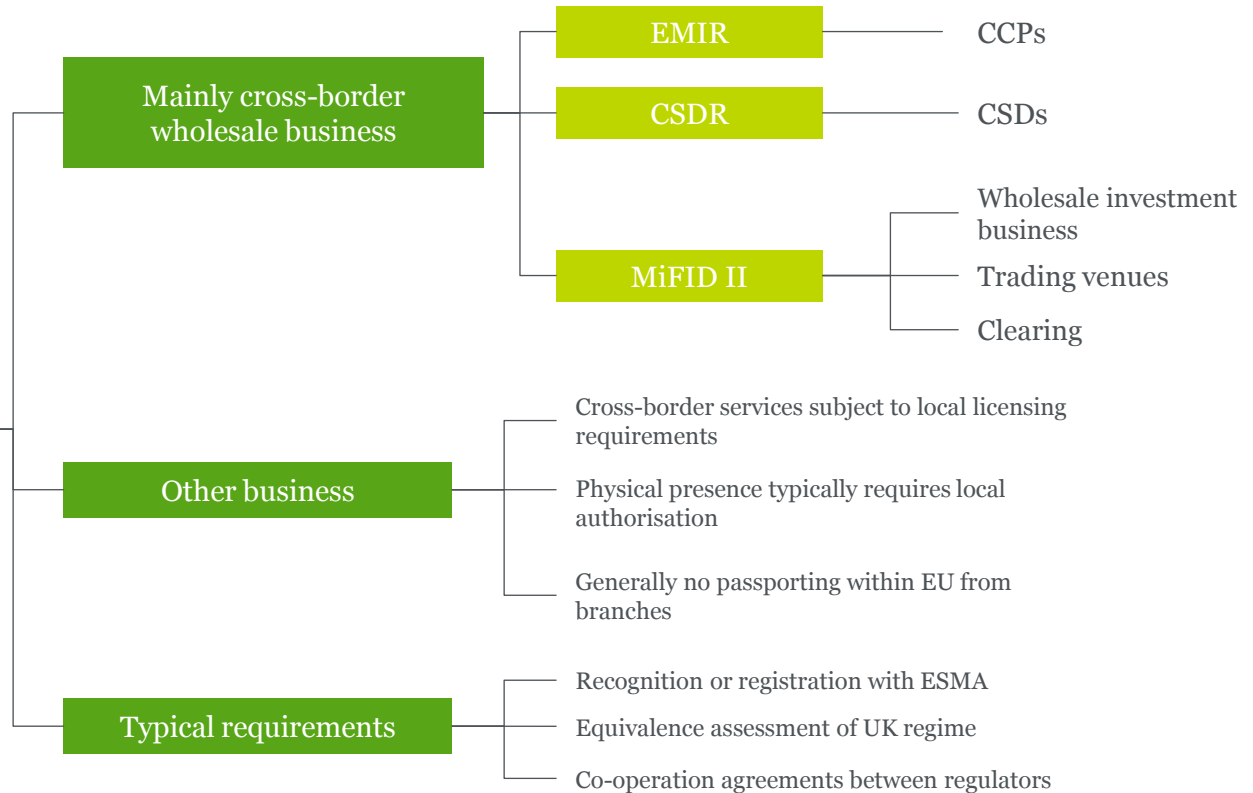 Mainly cross-border
wholesale business
EMIR
CCPs
CSDR
CSDs
MiFID II
Wholesale investment
business
Trading venues
Clearing
Other business
Cross-border services subject to local licensing
requirements
Physical presence typically requires local
authorisation
Generally no passporting within EU from
branches
Typical requirements
Recognition or registration with ESMA
Equivalence assessment of UK regime
Co-operation agreements between regulators